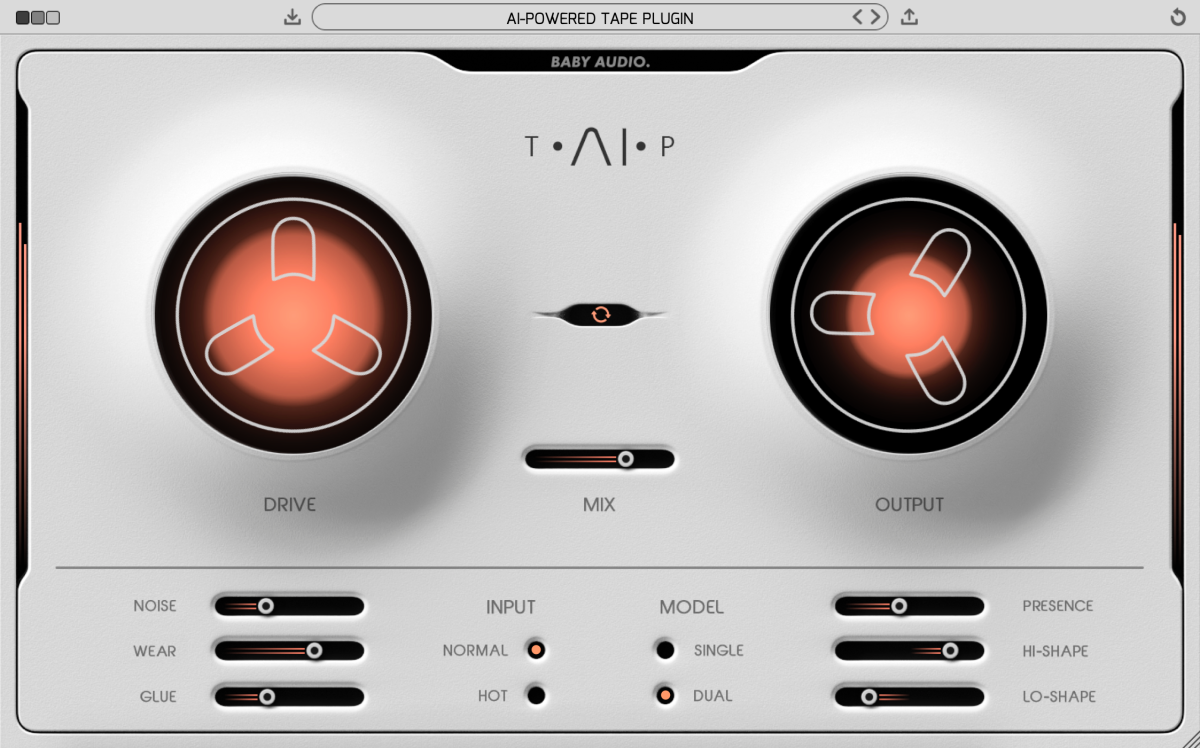 AI-POWERED TAPE PLUGIN
BABY AUDIO.
T•AI•P
DRIVE
MIX
OUTPUT
NOISE
INPUT
MODEL
PRESENCE
WEAR
NORMAL
SINGLE
HI-SHAPE
GLUE
HOT
DUAL
LO-SHAPE